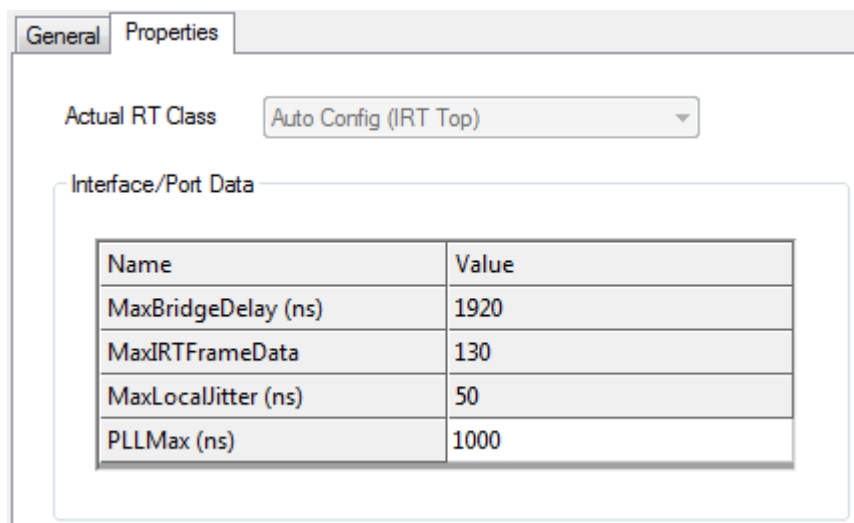 General Properties
Actual RT Class Auto Config (IRT Top)
Interface/Port Data
Name Value
MaxBridgeDelay (ns) 1920
MaxIRTFrameData 130
MaxLocalJitter (ns) 50
PLLMax (ns) 1000